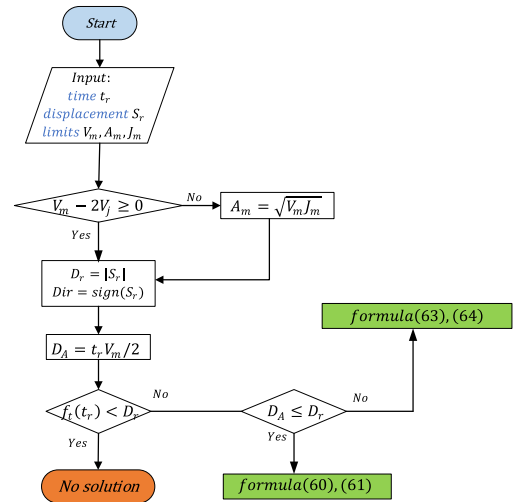 Start
Input:
time t_r
displacement S_r
limits V_m, A_m, J_m
V_m − 2V_j ≥ 0
No
A_m = √(V_m J_m)
Yes
D_r = |S_r|
Dir = sign(S_r)
formula(63), (64)
D_A = t_r V_m/2
f_t(t_r) < D_r
No
D_A ≤ D_r
No
Yes
Yes
No solution
formula(60), (61)